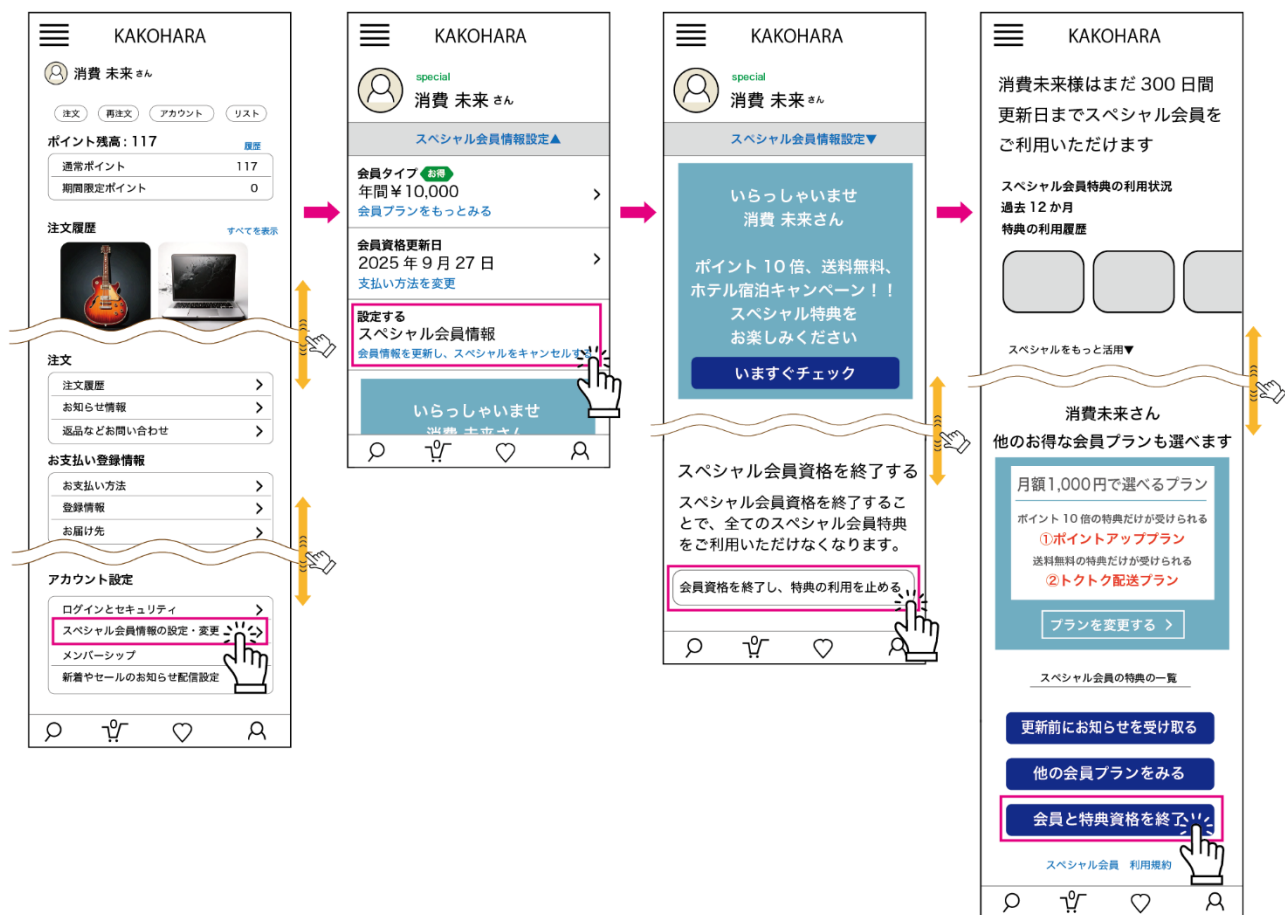 KAKOHARA
消費 未来 さん
注文 再注文 アカウント リスト
ポイント残高 : 117 履歴
通常ポイント 117
期間限定ポイント 0
注文履歴 すべてを表示
注文
注文履歴
お知らせ情報
返品などお問い合わせ
お支払い登録情報
お支払い方法
登録情報
お届け先
アカウント設定
ログインとセキュリティ
スペシャル会員情報の設定・変更
メンバーシップ
新着やセールのお知らせ配信設定
0
KAKOHARA
special
消費 未来 さん
スペシャル会員情報設定▲
会員タイプ お得
年間¥10,000
会員プランをもっとみる
会員資格更新日
2025 年 9 月 27 日
支払い方法を変更
設定する
スペシャル会員情報
会員情報を更新し、スペシャルをキャンセルする
いらっしゃいませ
消費 未来さん
0
KAKOHARA
special
消費 未来 さん
スペシャル会員情報設定▼
いらっしゃいませ
消費 未来さん
ポイント 10 倍、送料無料、
ホテル宿泊キャンペーン！！
スペシャル特典を
お楽しみください
いますぐチェック
スペシャル会員資格を終了する
スペシャル会員資格を終了するこ
とで、全てのスペシャル会員特典
をご利用いただけなくなります。
会員資格を終了し、特典の利用を止める
0
KAKOHARA
消費未来様はまだ 300 日間
更新日までスペシャル会員を
ご利用いただけます
スペシャル会員特典の利用状況
過去 12 か月
特典の利用履歴
スペシャルをもっと活用▼
消費未来さん
他のお得な会員プランも選べます
月額1,000円で選べるプラン
ポイント 10 倍の特典だけが受けられる
①ポイントアッププラン
送料無料の特典だけが受けられる
②トクトク配送プラン
プランを変更する >
スペシャル会員の特典の一覧
更新前にお知らせを受け取る
他の会員プランをみる
会員と特典資格を終了
スペシャル会員 利用規約
0